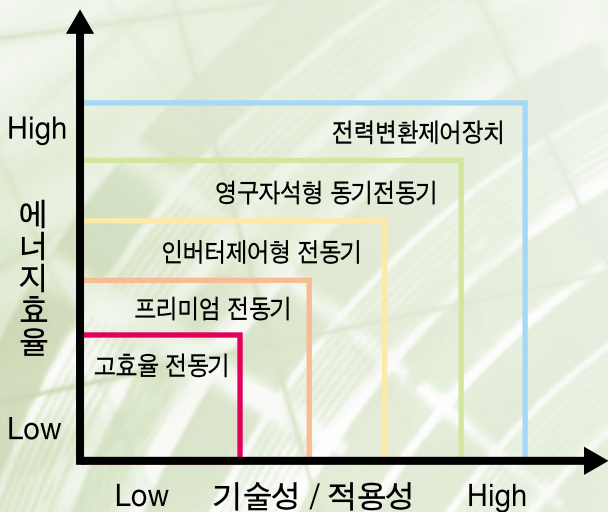 High
전력변환제어장치
영구자석형 동기전동기
에너지효율
인버터제어형 전동기
프리미엄 전동기
고효율 전동기
Low
Low 기술성 / 적용성 High